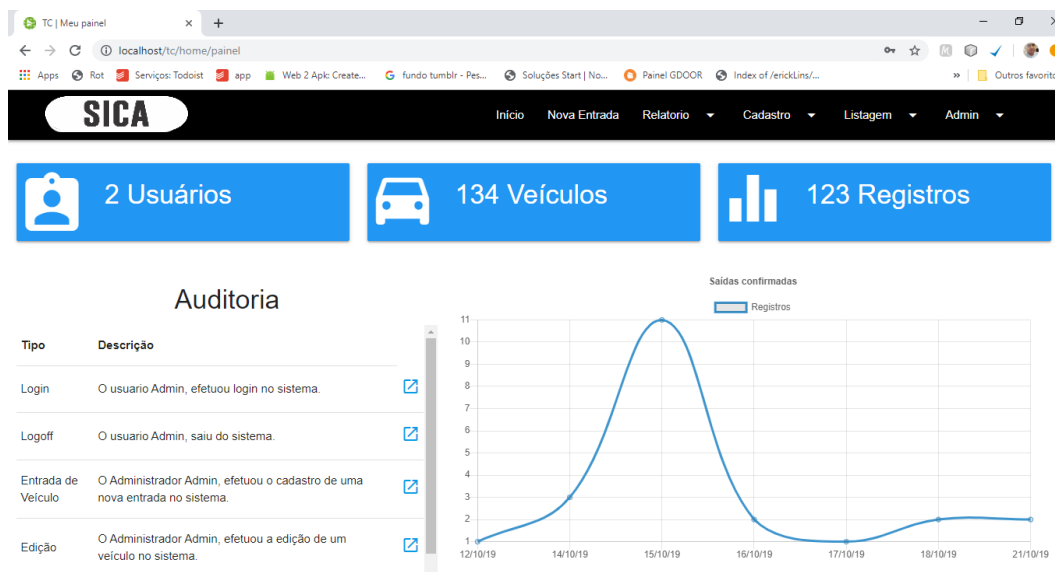 TC | Meu painel
localhost/tc/home/painel
Apps Rot Serviços: Todoist app Web 2 Apk: Create... fundo tumblr - Pes... Soluções Start | No... Painel GDOOR Index of /erickLins/... » Outros favorito
SICA
Início Nova Entrada Relatorio Cadastro Listagem Admin
2 Usuários 134 Veículos 123 Registros
Auditoria
Tipo Descrição
Login O usuario Admin, efetuou login no sistema.
Logoff O usuario Admin, saiu do sistema.
Entrada de Veículo
O Administrador Admin, efetuou o cadastro de uma
nova entrada no sistema.
Edição
O Administrador Admin, efetuou a edição de um
veículo no sistema.
Saídas confirmadas
Registros
11
10
9
8
7
6
5
4
3
2
1
12/10/19 14/10/19 15/10/19 16/10/19 17/10/19 18/10/19 21/10/19